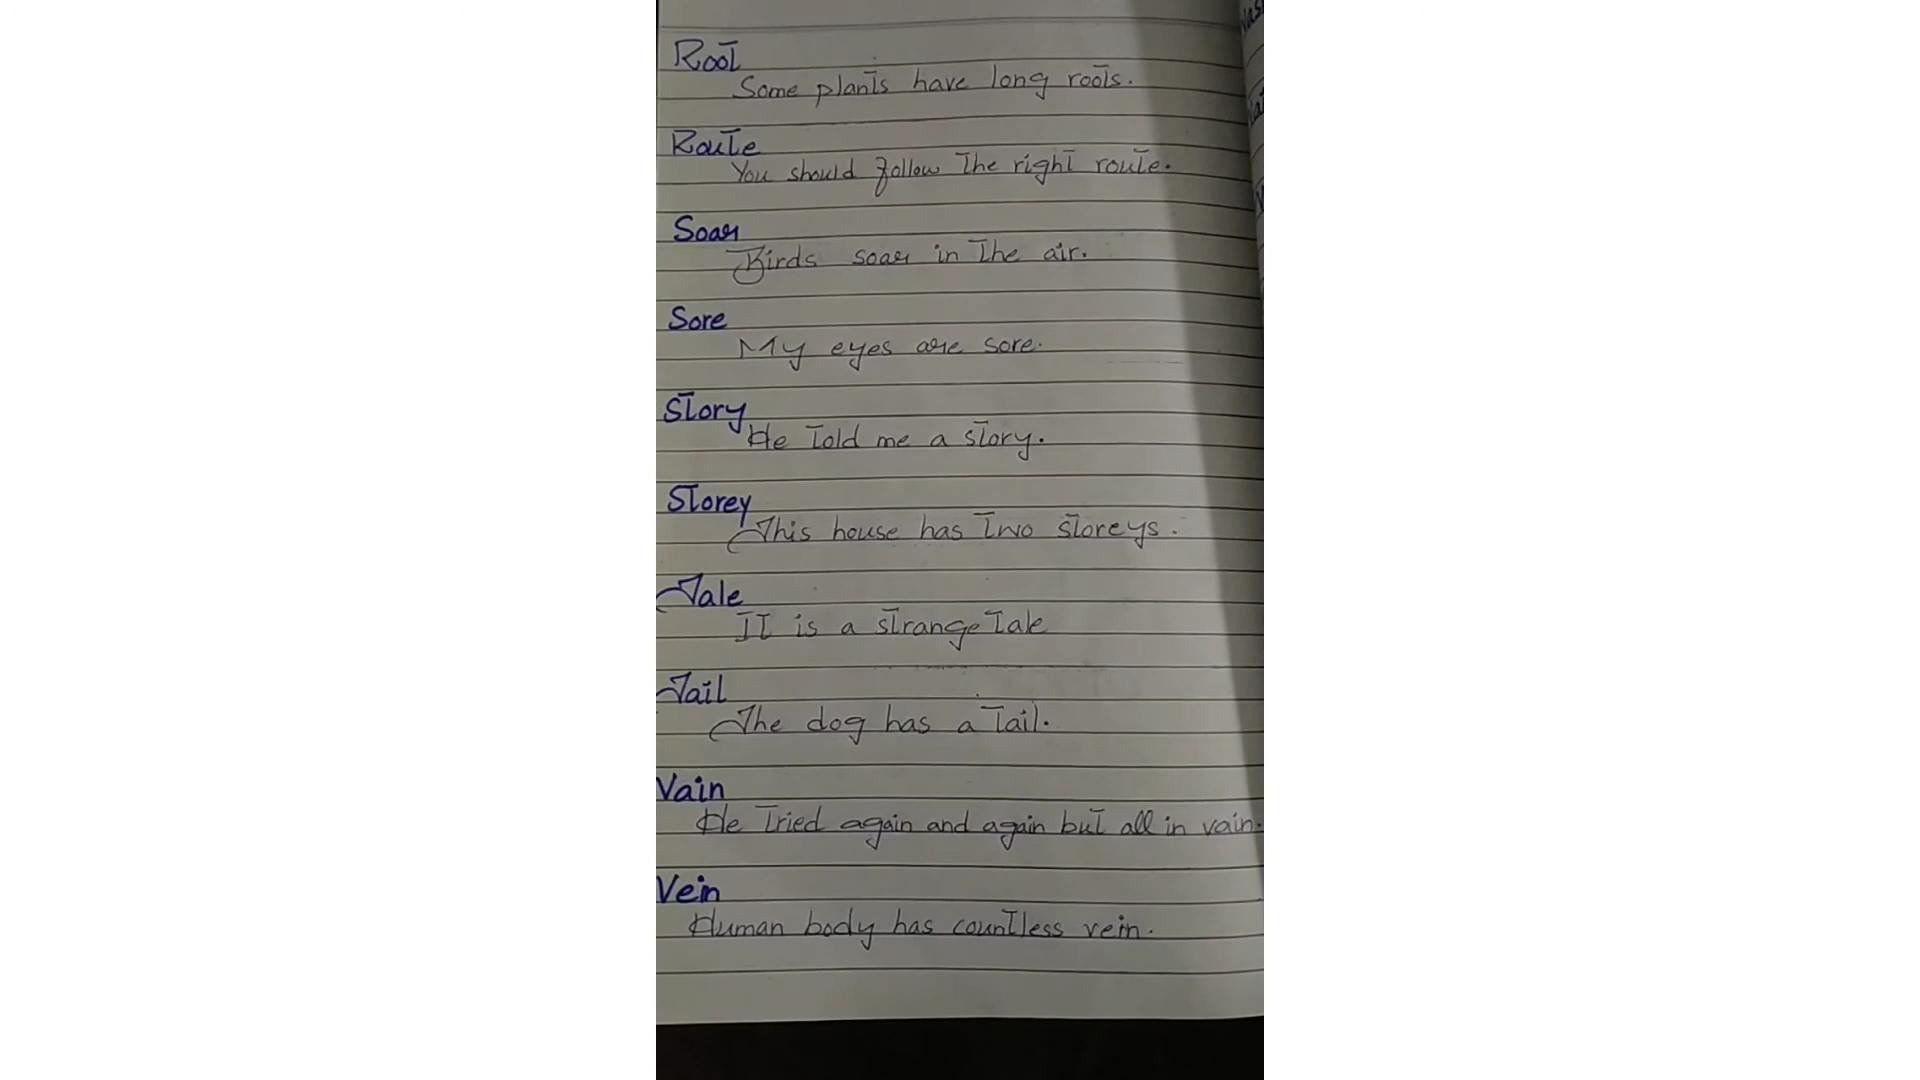 Root
Some plants have long roots.
Route
You should follow the right route.
Soar
Birds soar in the air.
Sore
My eyes are sore.
Story
He told me a story.
Storey
This house has two storeys.
Tale
It is a strange tale
Tail
The dog has a tail.
Vain
He tried again and again but all in vain.
Vein
Human body has countless vein.